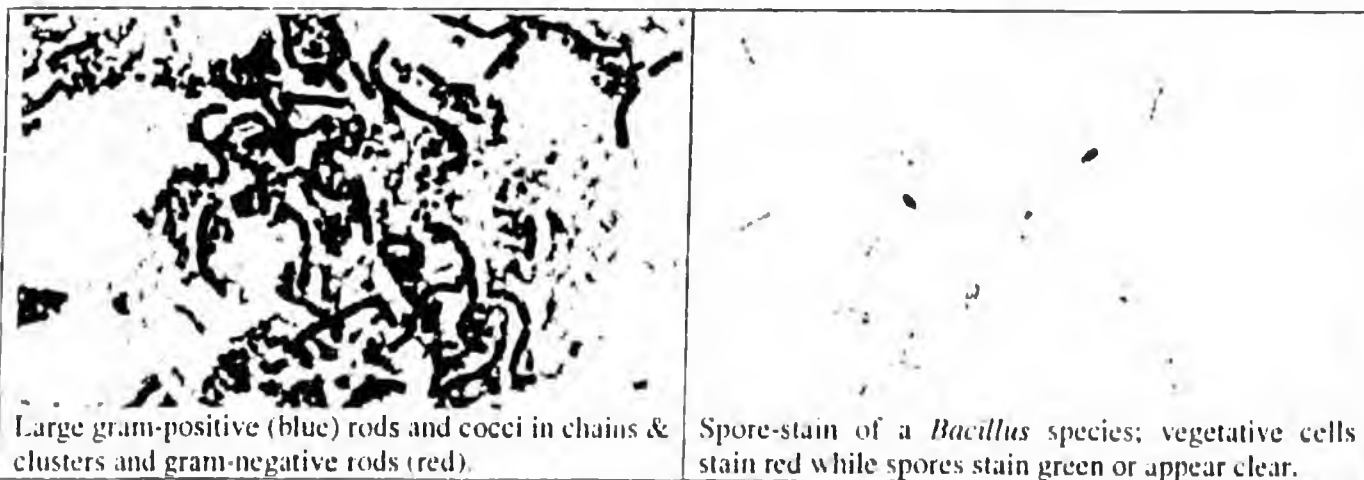 Large gram-positive (blue) rods and cocci in chains &
clusters and gram-negative rods (red).
Spore-stain of a Bacillus species; vegetative cells
stain red while spores stain green or appear clear.